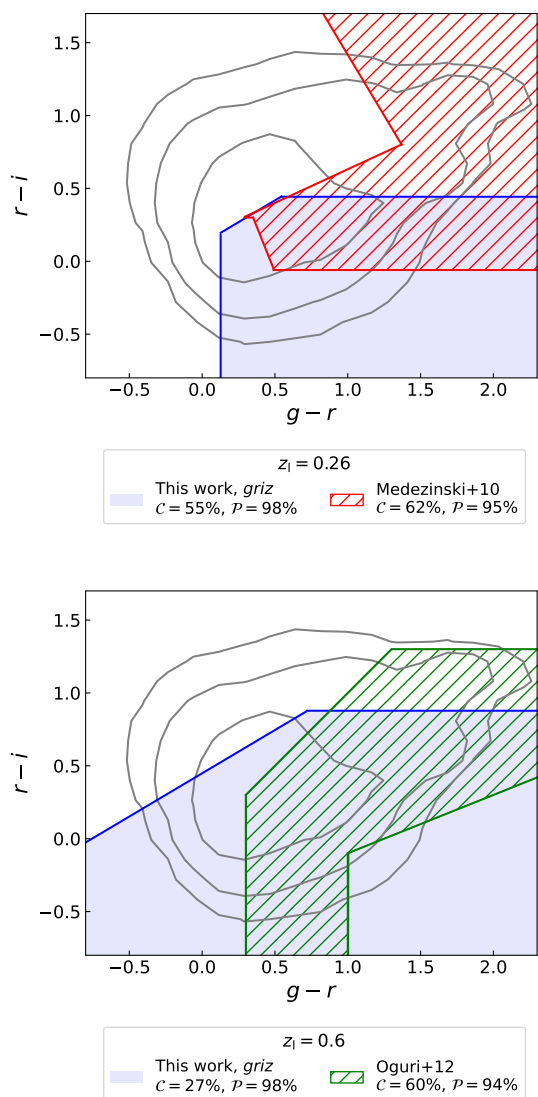 1.5
1.0
0.5
0.0
−0.5
r − i
−0.5 0.0 0.5 1.0 1.5 2.0
g − r
z_l = 0.26
This work, griz
C = 55%, P = 98%
Medezinski+10
C = 62%, P = 95%
1.5
1.0
0.5
0.0
−0.5
r − i
−0.5 0.0 0.5 1.0 1.5 2.0
g − r
z_l = 0.6
This work, griz
C = 27%, P = 98%
Oguri+12
C = 60%, P = 94%